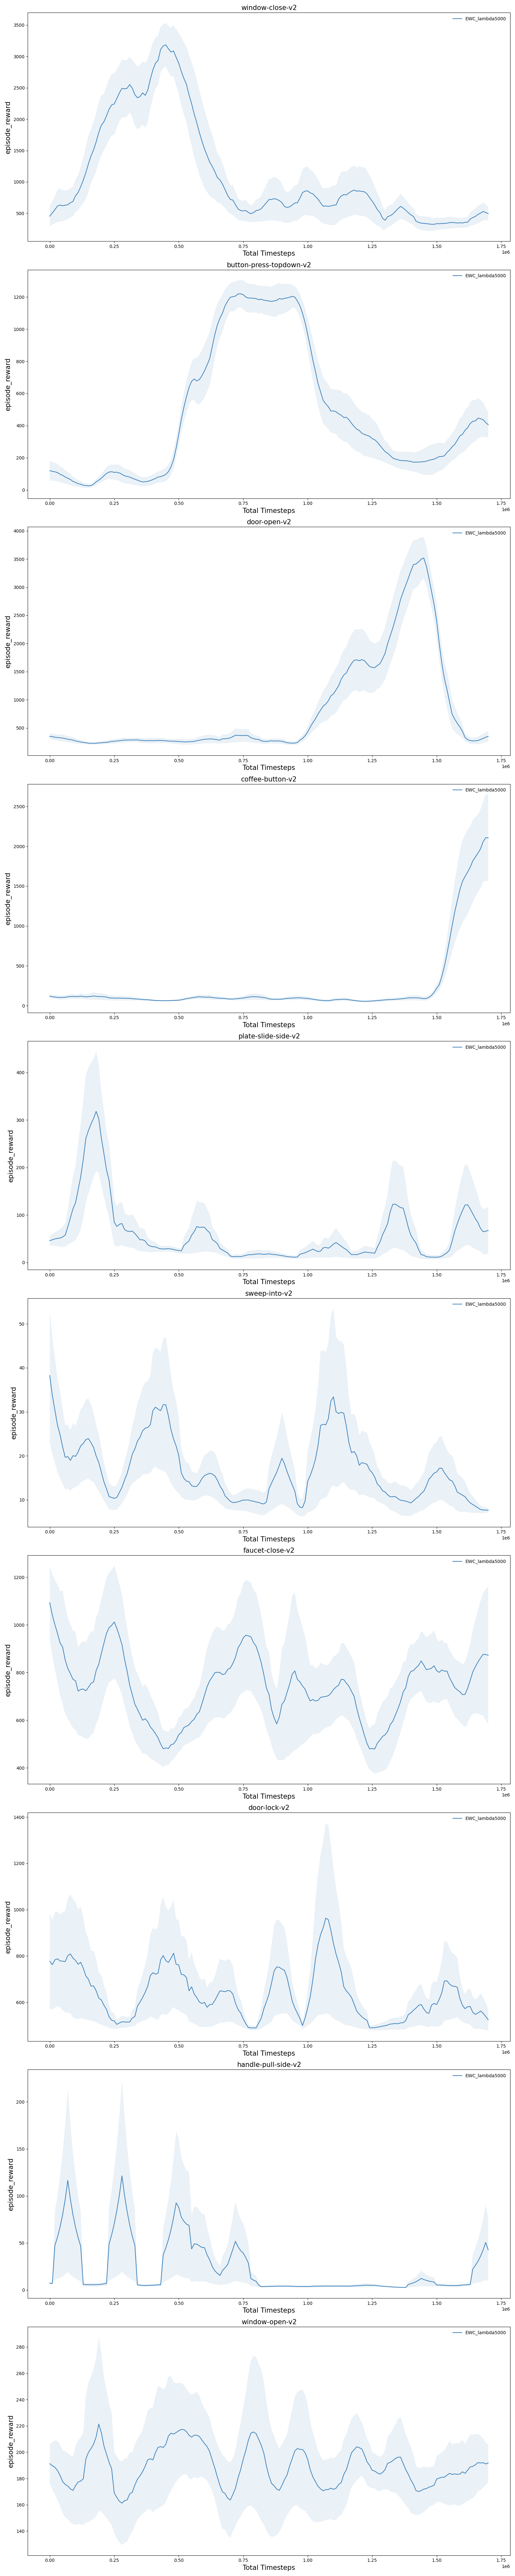 window-close-v2
EWC_lambda5000
3500
3000
2500
2000
1500
1000
500
episode_reward
0.00 0.25 0.50 0.75 1.00 1.25 1.50 1.75
1e6
Total Timesteps
button-press-topdown-v2
EWC_lambda5000
1200
1000
800
600
400
200
0
episode_reward
0.00 0.25 0.50 0.75 1.00 1.25 1.50 1.75
1e6
Total Timesteps
door-open-v2
EWC_lambda5000
4000
3500
3000
2500
2000
1500
1000
500
episode_reward
0.00 0.25 0.50 0.75 1.00 1.25 1.50 1.75
1e6
Total Timesteps
coffee-button-v2
EWC_lambda5000
2500
2000
1500
1000
500
0
episode_reward
0.00 0.25 0.50 0.75 1.00 1.25 1.50 1.75
1e6
Total Timesteps
plate-slide-side-v2
EWC_lambda5000
400
300
200
100
0
episode_reward
0.00 0.25 0.50 0.75 1.00 1.25 1.50 1.75
1e6
Total Timesteps
sweep-into-v2
EWC_lambda5000
50
40
30
20
10
episode_reward
0.00 0.25 0.50 0.75 1.00 1.25 1.50 1.75
1e6
Total Timesteps
faucet-close-v2
EWC_lambda5000
1200
1000
800
600
400
episode_reward
0.00 0.25 0.50 0.75 1.00 1.25 1.50 1.75
1e6
Total Timesteps
door-lock-v2
EWC_lambda5000
1400
1200
1000
800
600
episode_reward
0.00 0.25 0.50 0.75 1.00 1.25 1.50 1.75
1e6
Total Timesteps
handle-pull-side-v2
EWC_lambda5000
200
150
100
50
0
episode_reward
0.00 0.25 0.50 0.75 1.00 1.25 1.50 1.75
1e6
Total Timesteps
window-open-v2
EWC_lambda5000
280
260
240
220
200
180
160
140
episode_reward
0.00 0.25 0.50 0.75 1.00 1.25 1.50 1.75
1e6
Total Timesteps